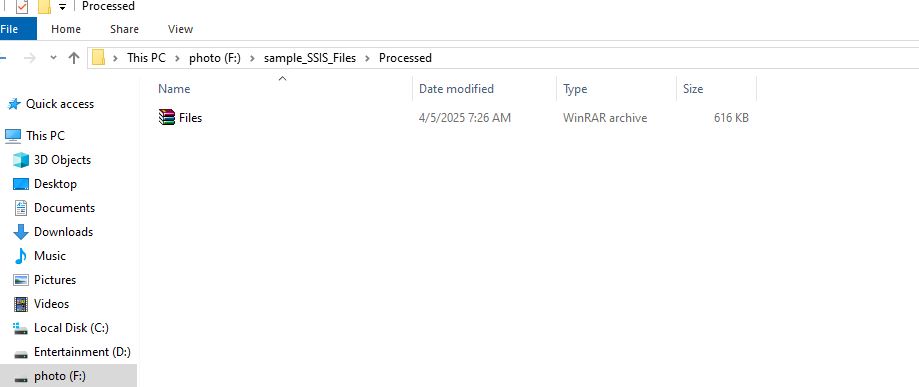 Processed
File Home Share View
This PC photo (F:) sample_SSIS_Files Processed
Name Date modified Type Size
Quick access
Files 4/5/2025 7:26 AM WinRAR archive 616 KB
This PC
3D Objects
Desktop
Documents
Downloads
Music
Pictures
Videos
Local Disk (C:)
Entertainment (D:)
photo (F:)